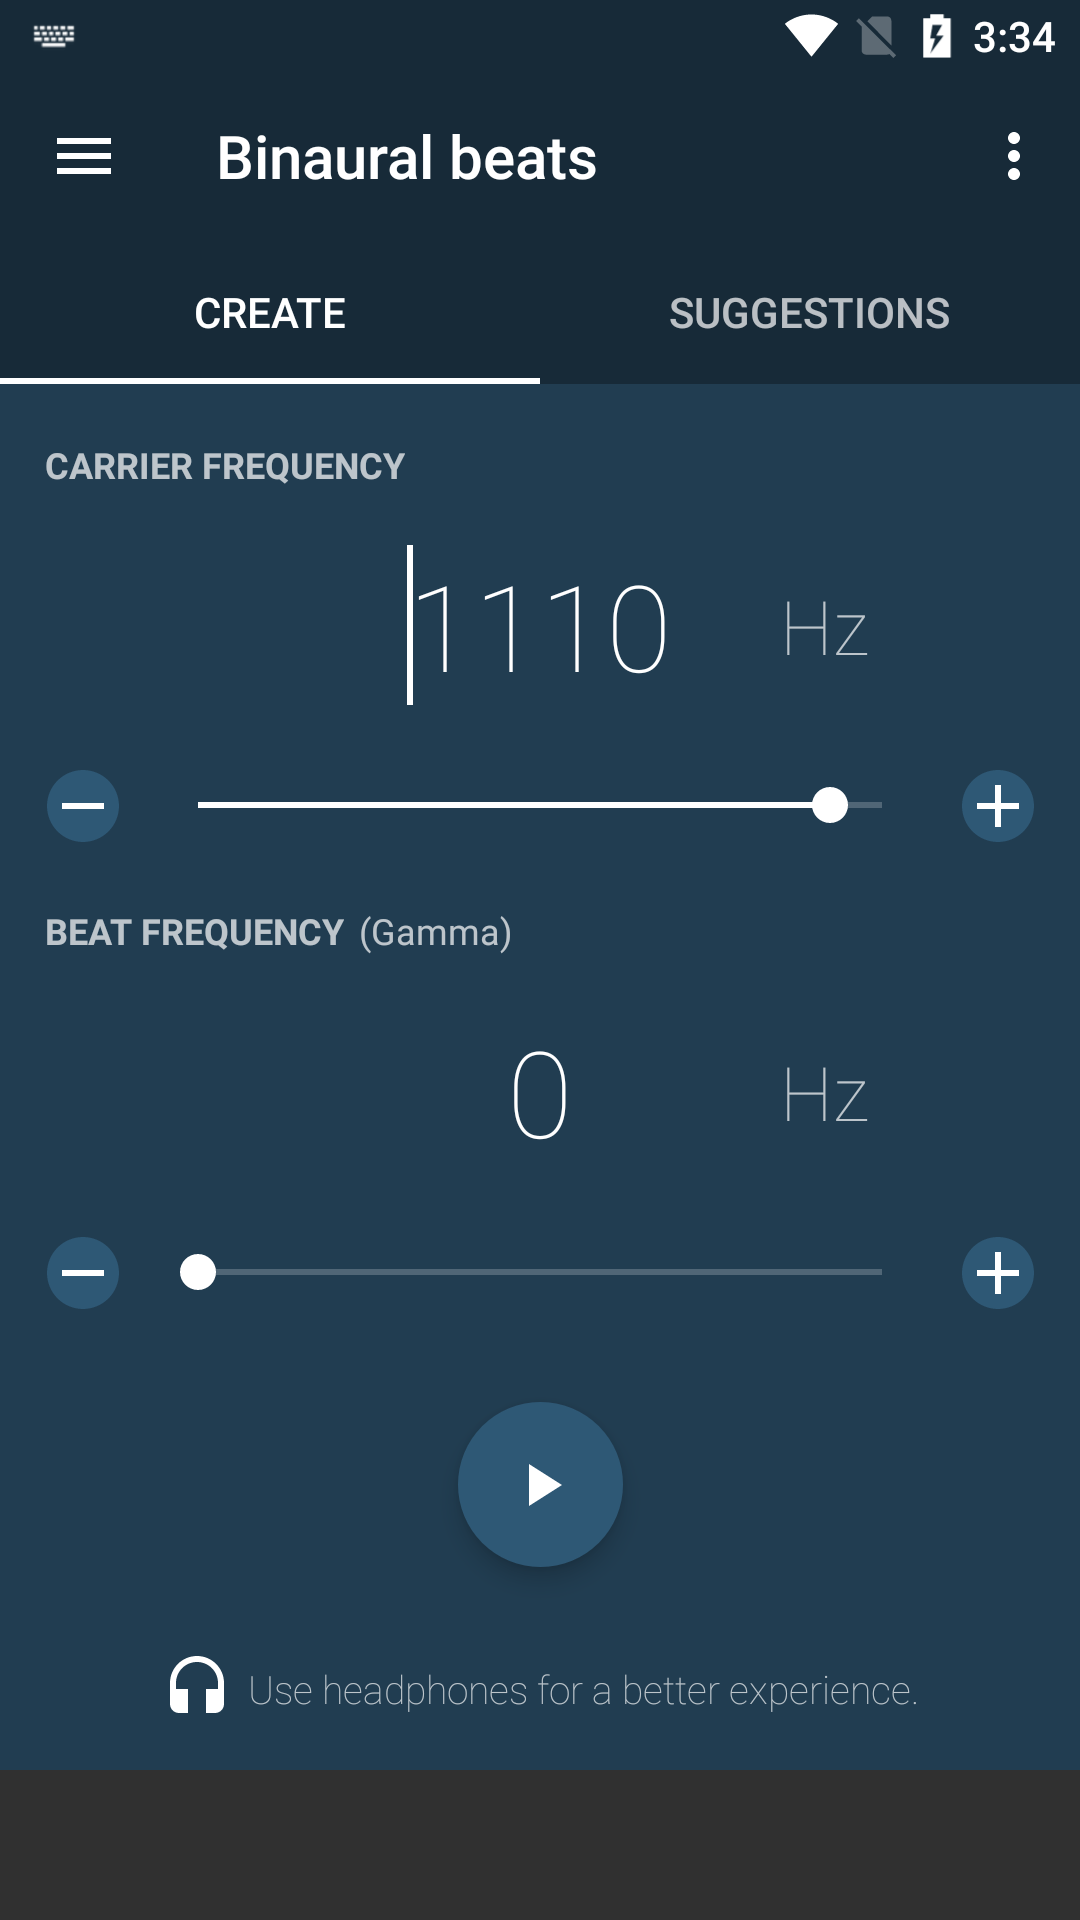 3:34
Binaural beats
CREATE
SUGGESTIONS
CARRIER FREQUENCY
1110 Hz
BEAT FREQUENCY (Gamma)
0 Hz
Use headphones for a better experience.